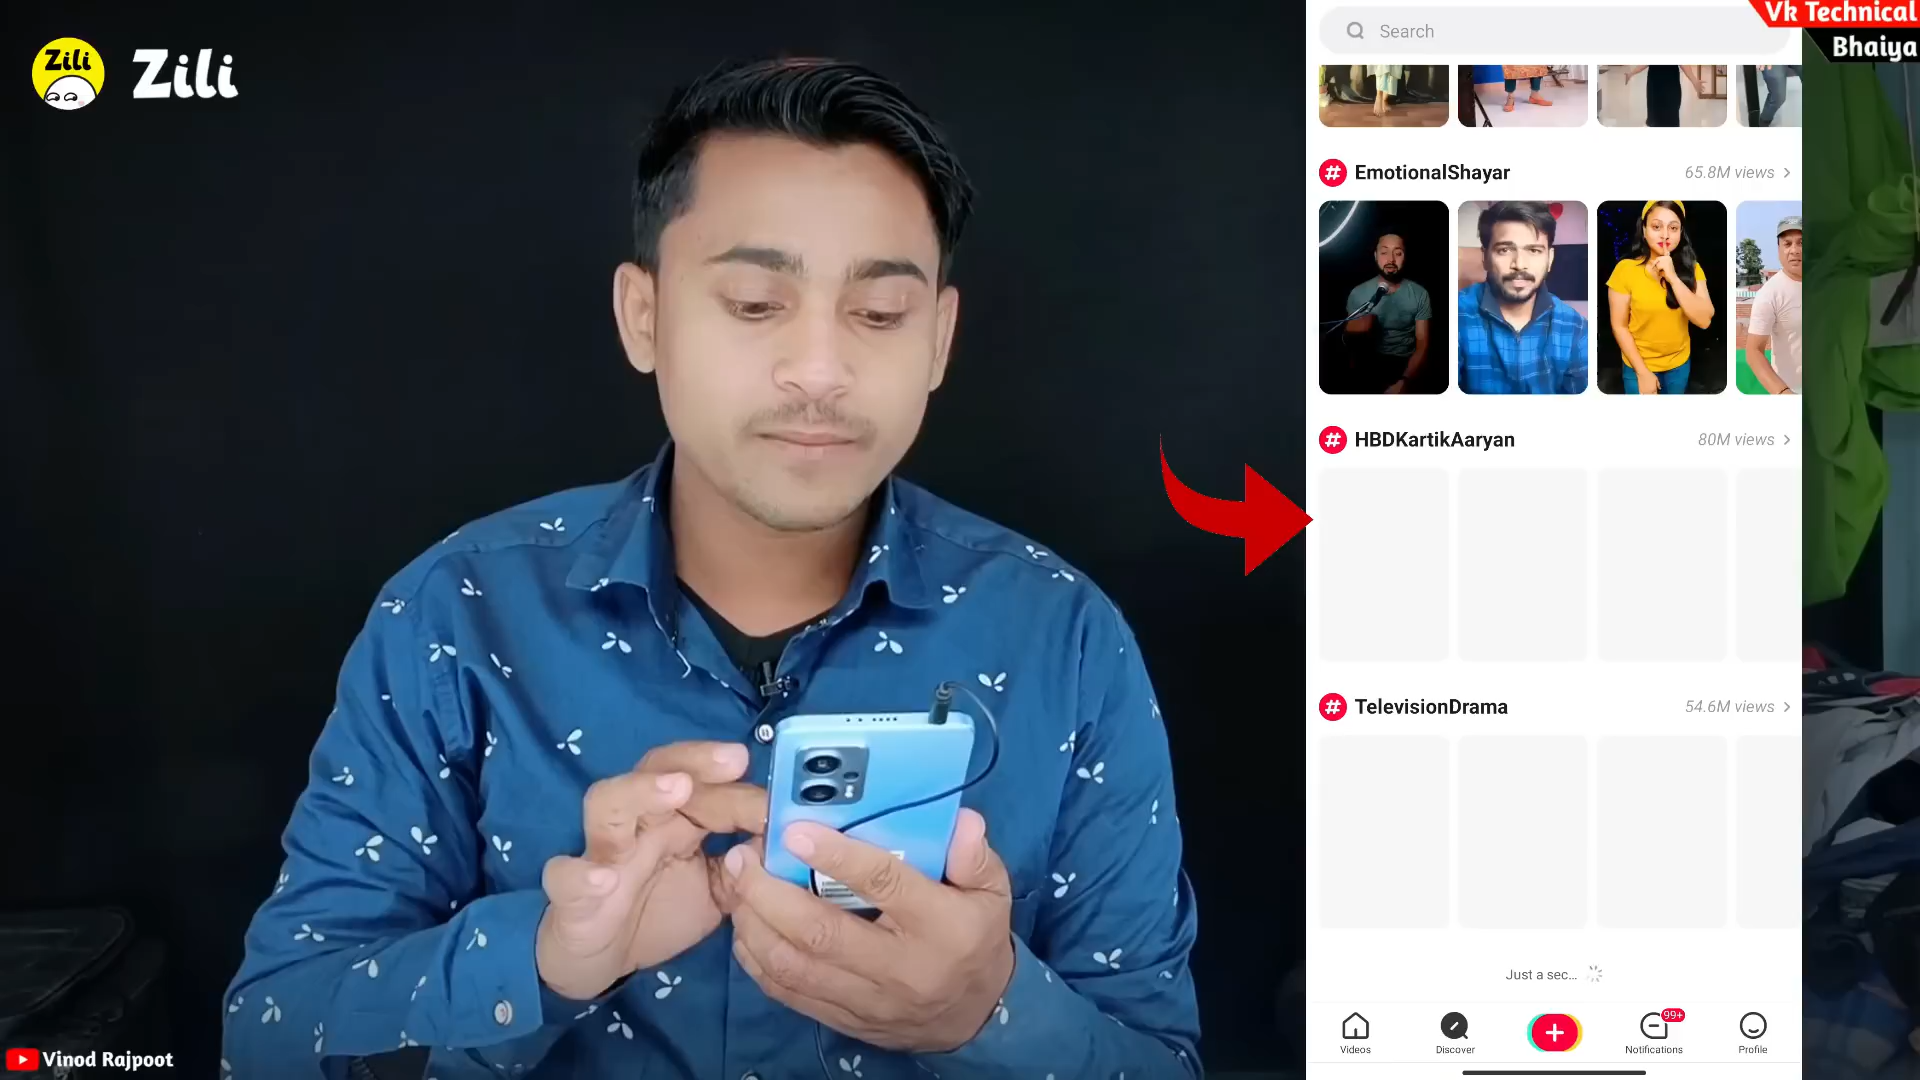 Zili
Zili
Vk Technical
Bhaiya
Search
# EmotionalShayar 65.8M views >
# HBDKartikAaryan 80M views >
# TelevisionDrama 54.6M views >
Just a sec...
Videos
Discover
+
99+
Notifications
Profile
Vinod Rajpoot